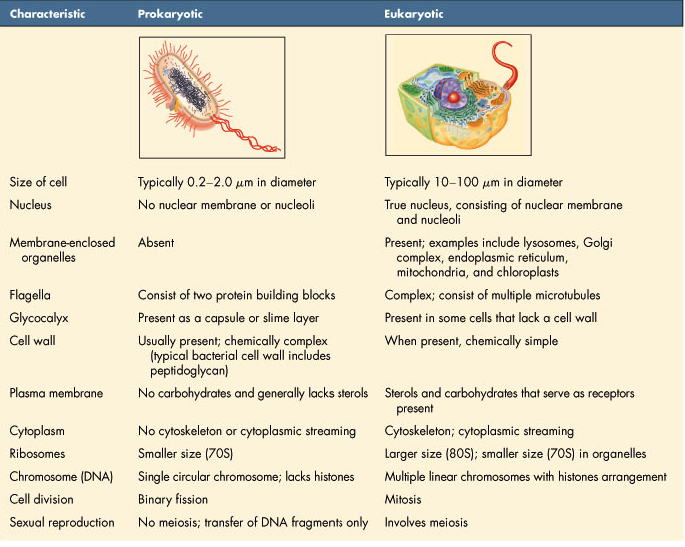 Characteristic Prokaryotic Eukaryotic
Size of cell Typically 0.2–2.0 μm in diameter Typically 10–100 μm in diameter
Nucleus No nuclear membrane or nucleoli True nucleus, consisting of nuclear membrane
and nucleoli
Membrane-enclosed Absent Present; examples include lysosomes, Golgi
organelles complex, endoplasmic reticulum,
mitochondria, and chloroplasts
Flagella Consist of two protein building blocks Complex; consist of multiple microtubules
Glycocalyx Present as a capsule or slime layer Present in some cells that lack a cell wall
Cell wall Usually present; chemically complex When present, chemically simple
(typical bacterial cell wall includes
peptidoglycan)
Plasma membrane No carbohydrates and generally lacks sterols Sterols and carbohydrates that serve as receptors
present
Cytoplasm No cytoskeleton or cytoplasmic streaming Cytoskeleton; cytoplasmic streaming
Ribosomes Smaller size (70S) Larger size (80S); smaller size (70S) in organelles
Chromosome (DNA) Single circular chromosome; lacks histones Multiple linear chromosomes with histones arrangement
Cell division Binary fission Mitosis
Sexual reproduction No meiosis; transfer of DNA fragments only Involves meiosis